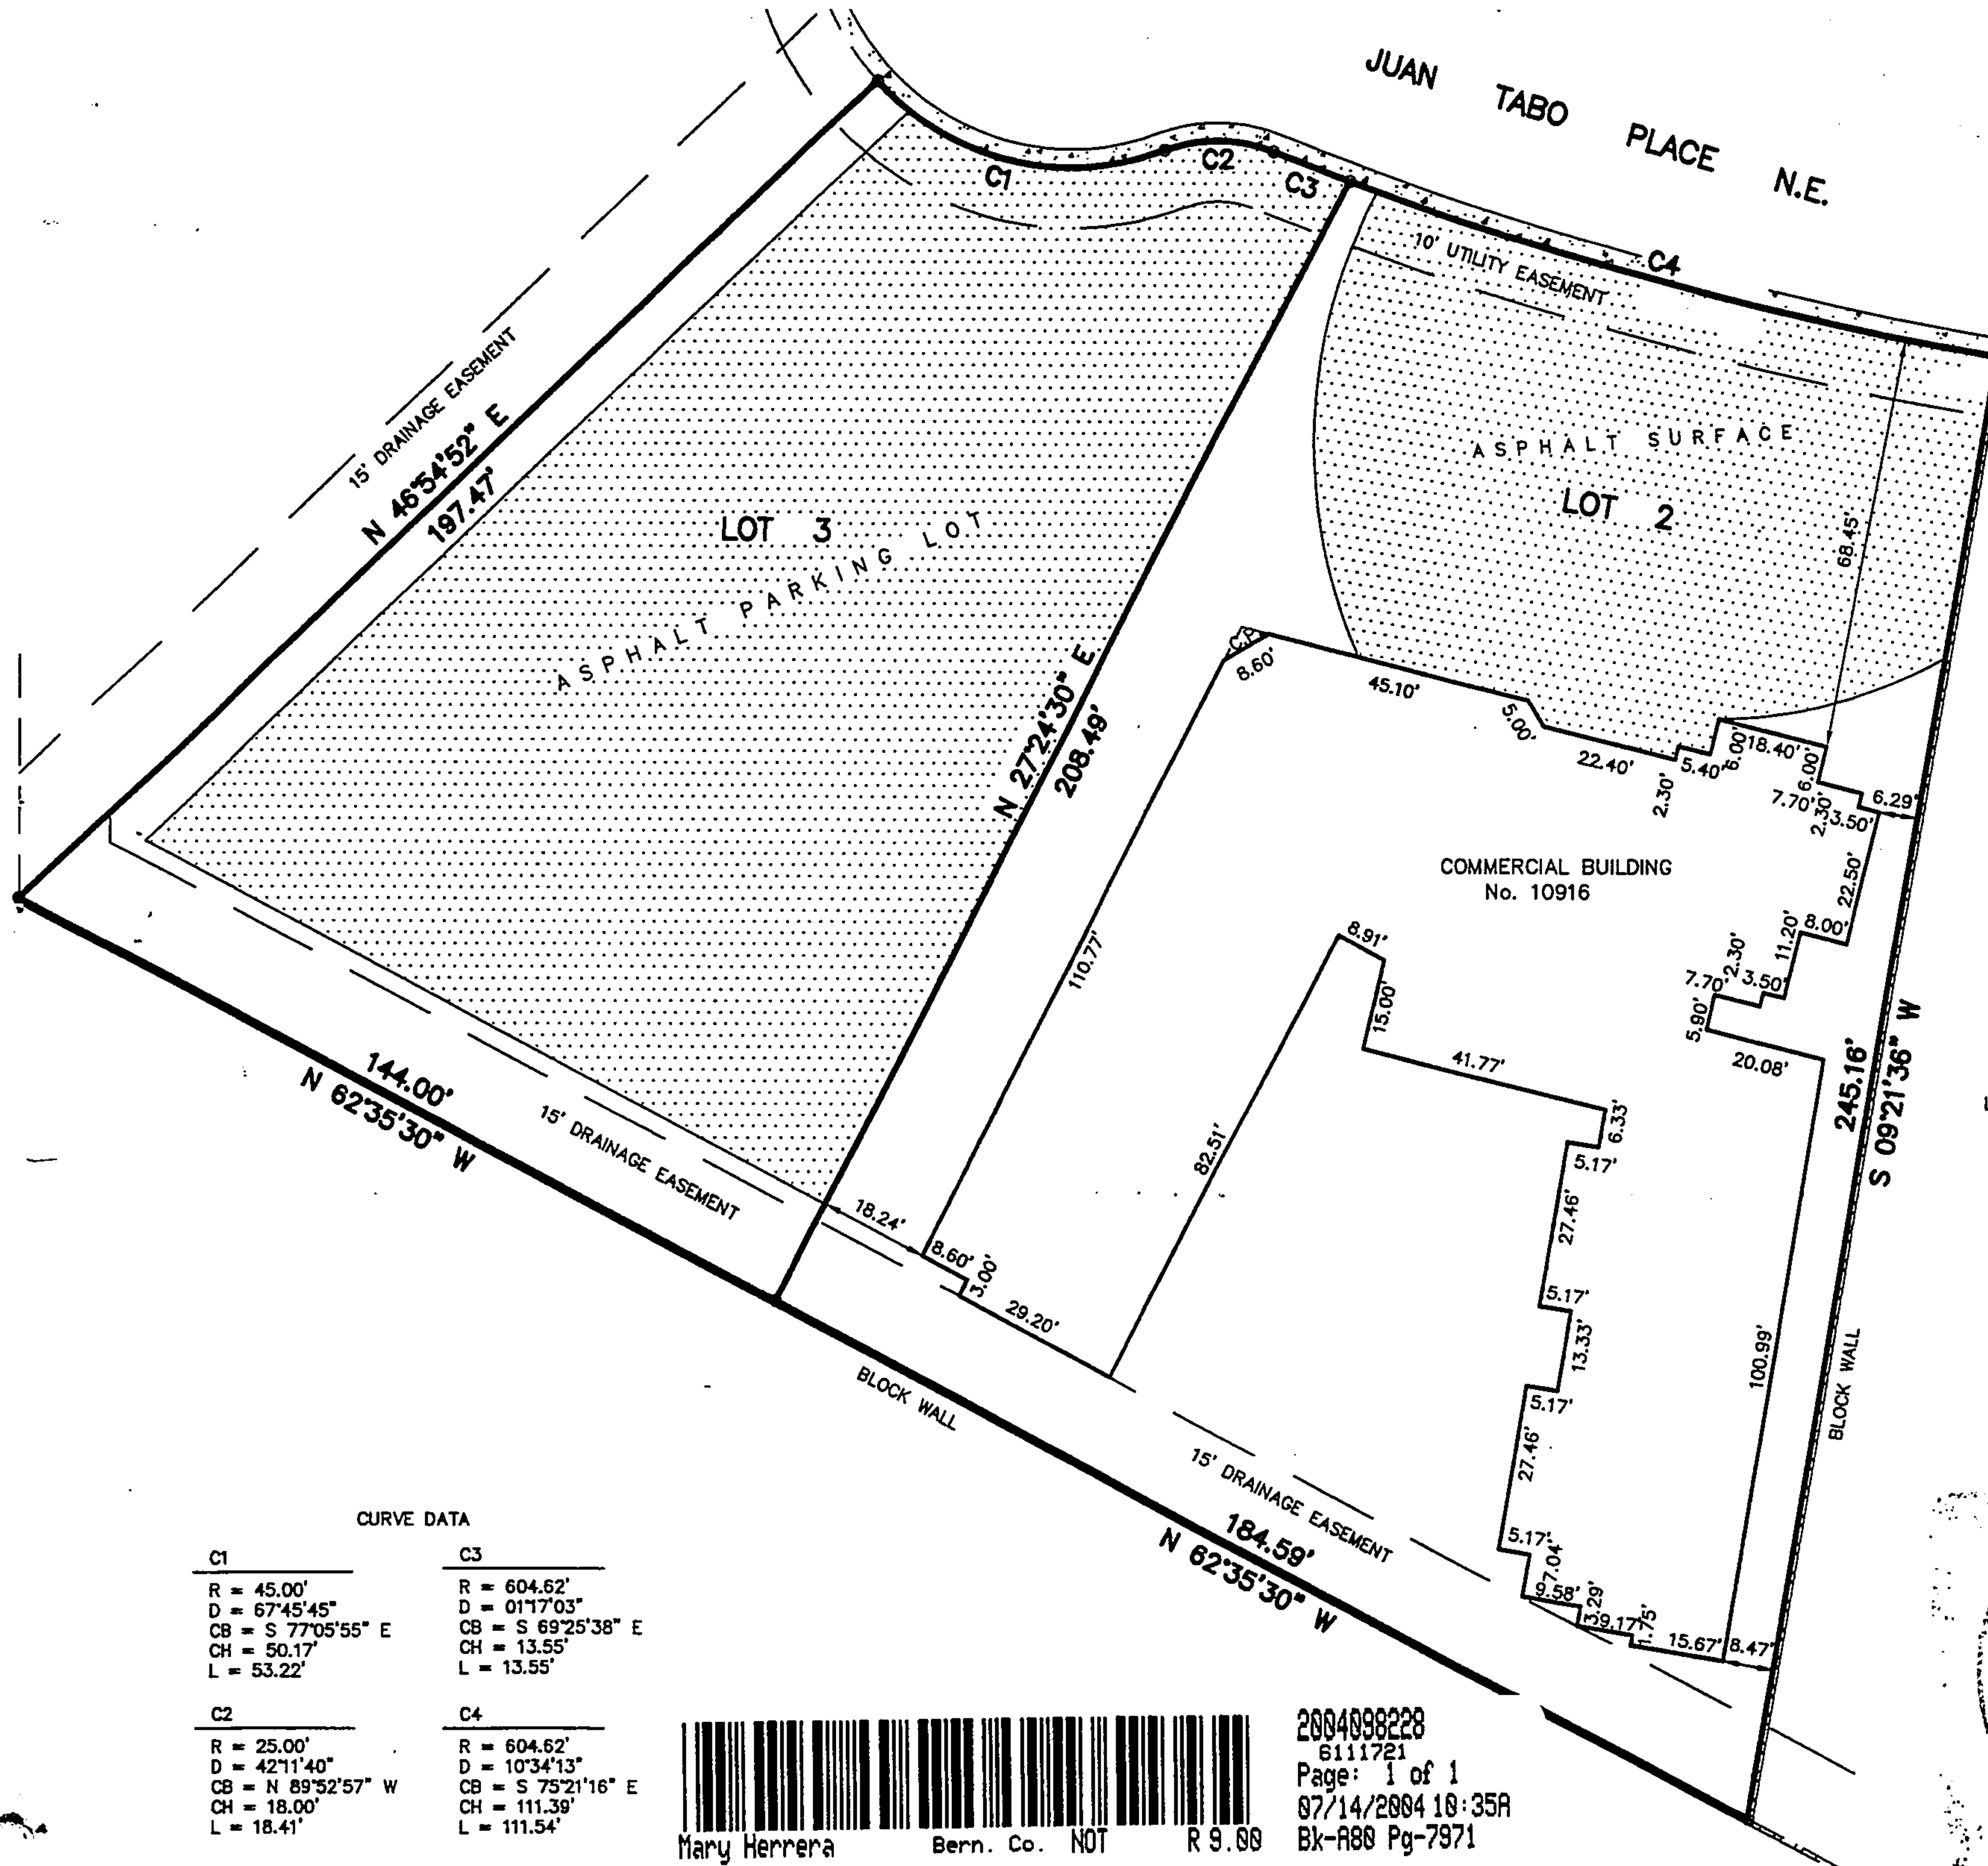 JUAN TABO PLACE N.E.
C1
C2
C3
C4
10' UTILITY EASEMENT
15' DRAINAGE EASEMENT
N 46°54'52" E
197.47'
LOT 3
ASPHALT PARKING LOT
ASPHALT SURFACE
LOT 2
68.45'
N 27°24'30" E
208.49'
C.P.
8.60'
45.10'
5.00'
22.40'
2.30'
5.40'
6.00'
18.40'
6.00'
7.70'
2.30'
3.50'
6.29'
COMMERCIAL BUILDING
No. 10916
22.50'
8.00'
11.20'
3.50'
2.30'
7.70'
5.90'
20.08'
110.77'
8.91'
15.00'
41.77'
6.33'
5.17'
27.46'
5.17'
13.33'
5.17'
27.46'
5.17'
7.04'
9.58'
3.29'
9.17'
1.75'
15.67'
8.47'
100.99'
245.16'
S 09°21'36" W
BLOCK WALL
82.51'
18.24'
8.60'
3.00'
29.20'
144.00'
N 62°35'30" W
15' DRAINAGE EASEMENT
BLOCK WALL
15' DRAINAGE EASEMENT
184.59'
N 62°35'30" W
CURVE DATA
C1
R = 45.00'
D = 67°45'45"
CB = S 77°05'55" E
CH = 50.17'
L = 53.22'
C3
R = 604.62'
D = 01°17'03"
CB = S 69°25'38" E
CH = 13.55'
L = 13.55'
C2
R = 25.00'
D = 42°11'40"
CB = N 89°52'57" W
CH = 18.00'
L = 18.41'
C4
R = 604.62'
D = 10°34'13"
CB = S 75°21'16" E
CH = 111.39'
L = 111.54'
Mary Herrera Bern. Co. NOT R 9.00
2004098228
6111721
Page: 1 of 1
07/14/2004 10:35A
Bk-A80 Pg-7971